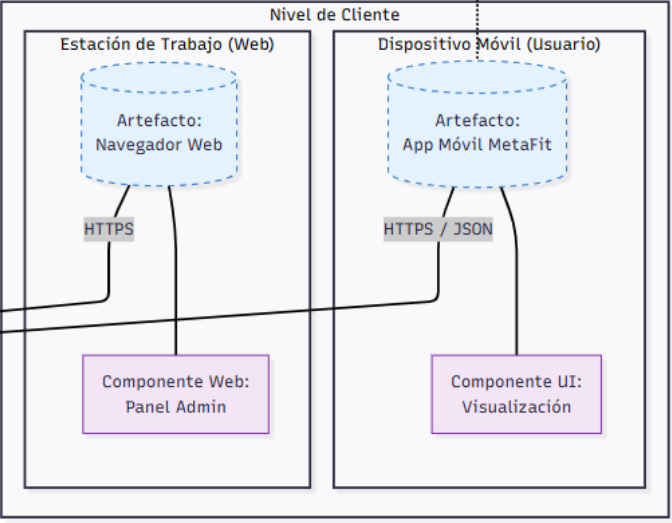 Nivel de Cliente
Estación de Trabajo (Web)
Artefacto:
Navegador Web
HTTPS
Componente Web:
Panel Admin
Dispositivo Móvil (Usuario)
Artefacto:
App Móvil MetaFit
HTTPS / JSON
Componente UI:
Visualización